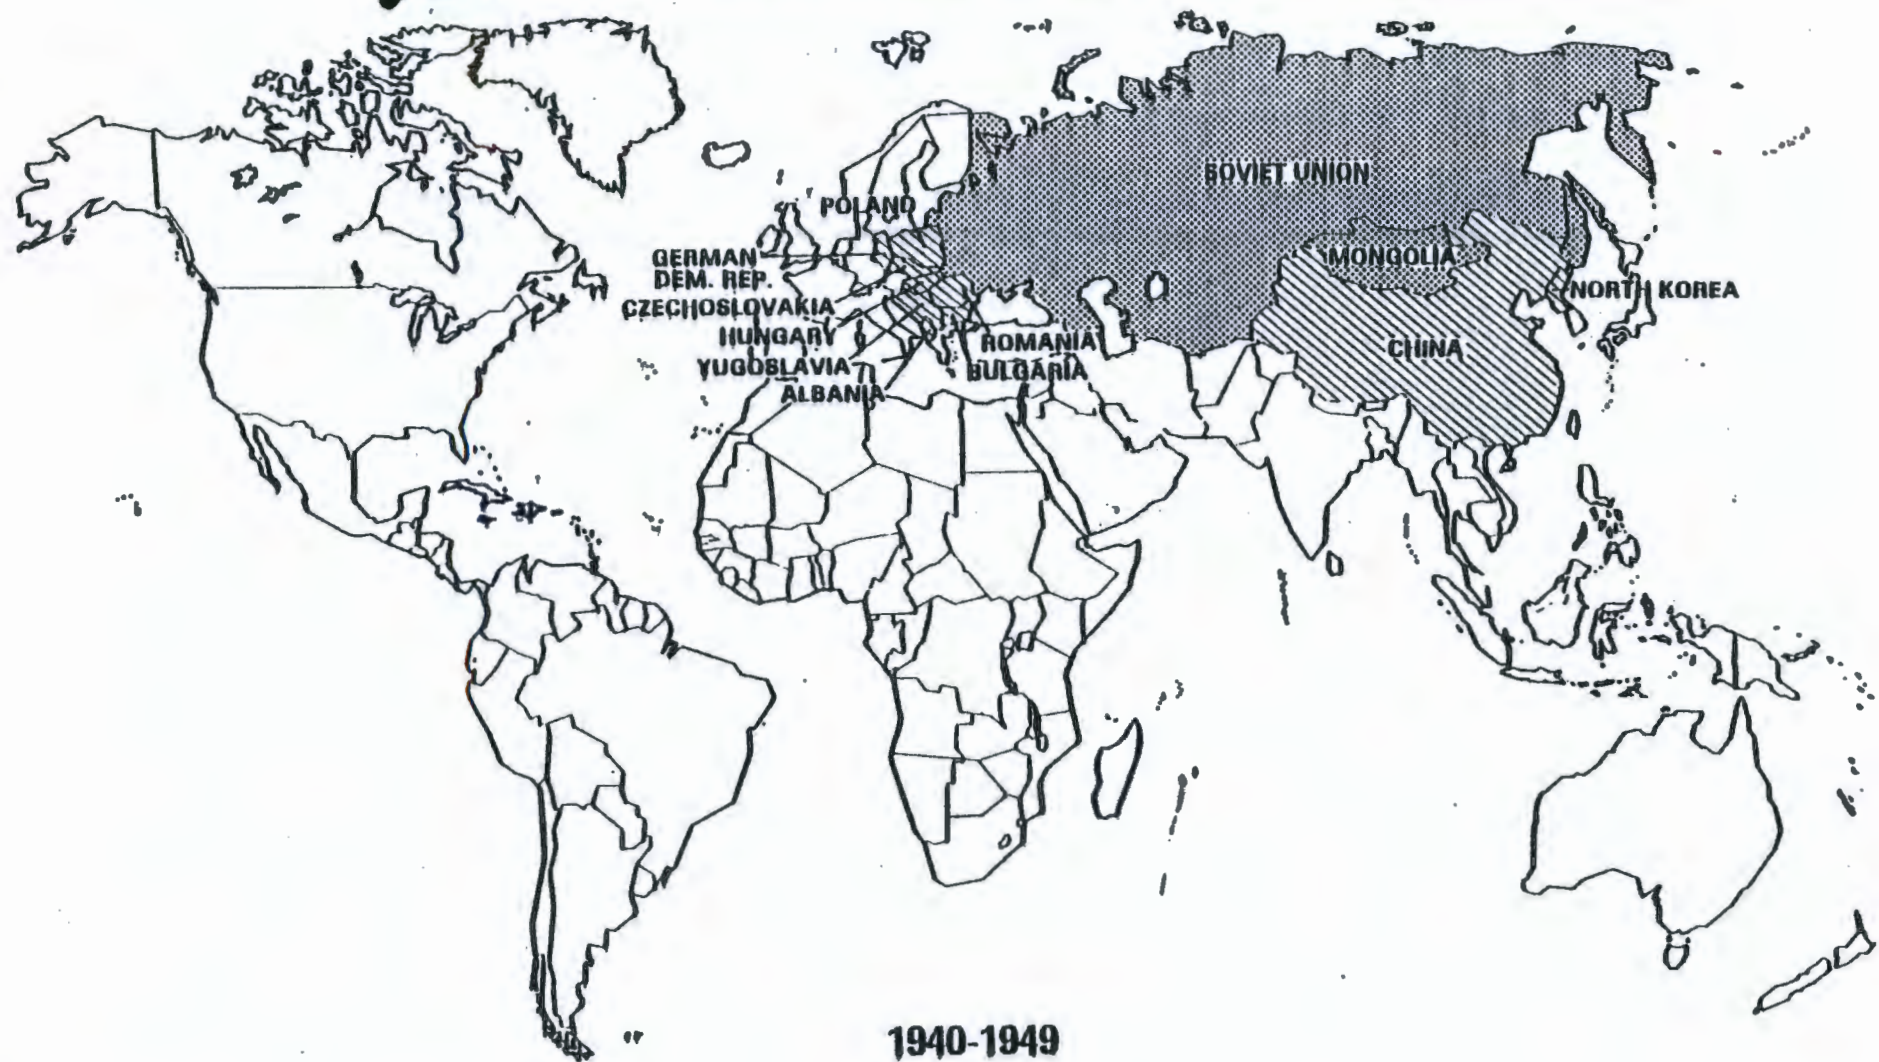 SOVIET UNION
POLAND
GERMAN
DEM. REP.
MONGOLIA
NORTH KOREA
CZECHOSLOVAKIA
HUNGARY
ROMANIA
CHINA
YUGOSLAVIA
BULGARIA
ALBANIA
1940-1949